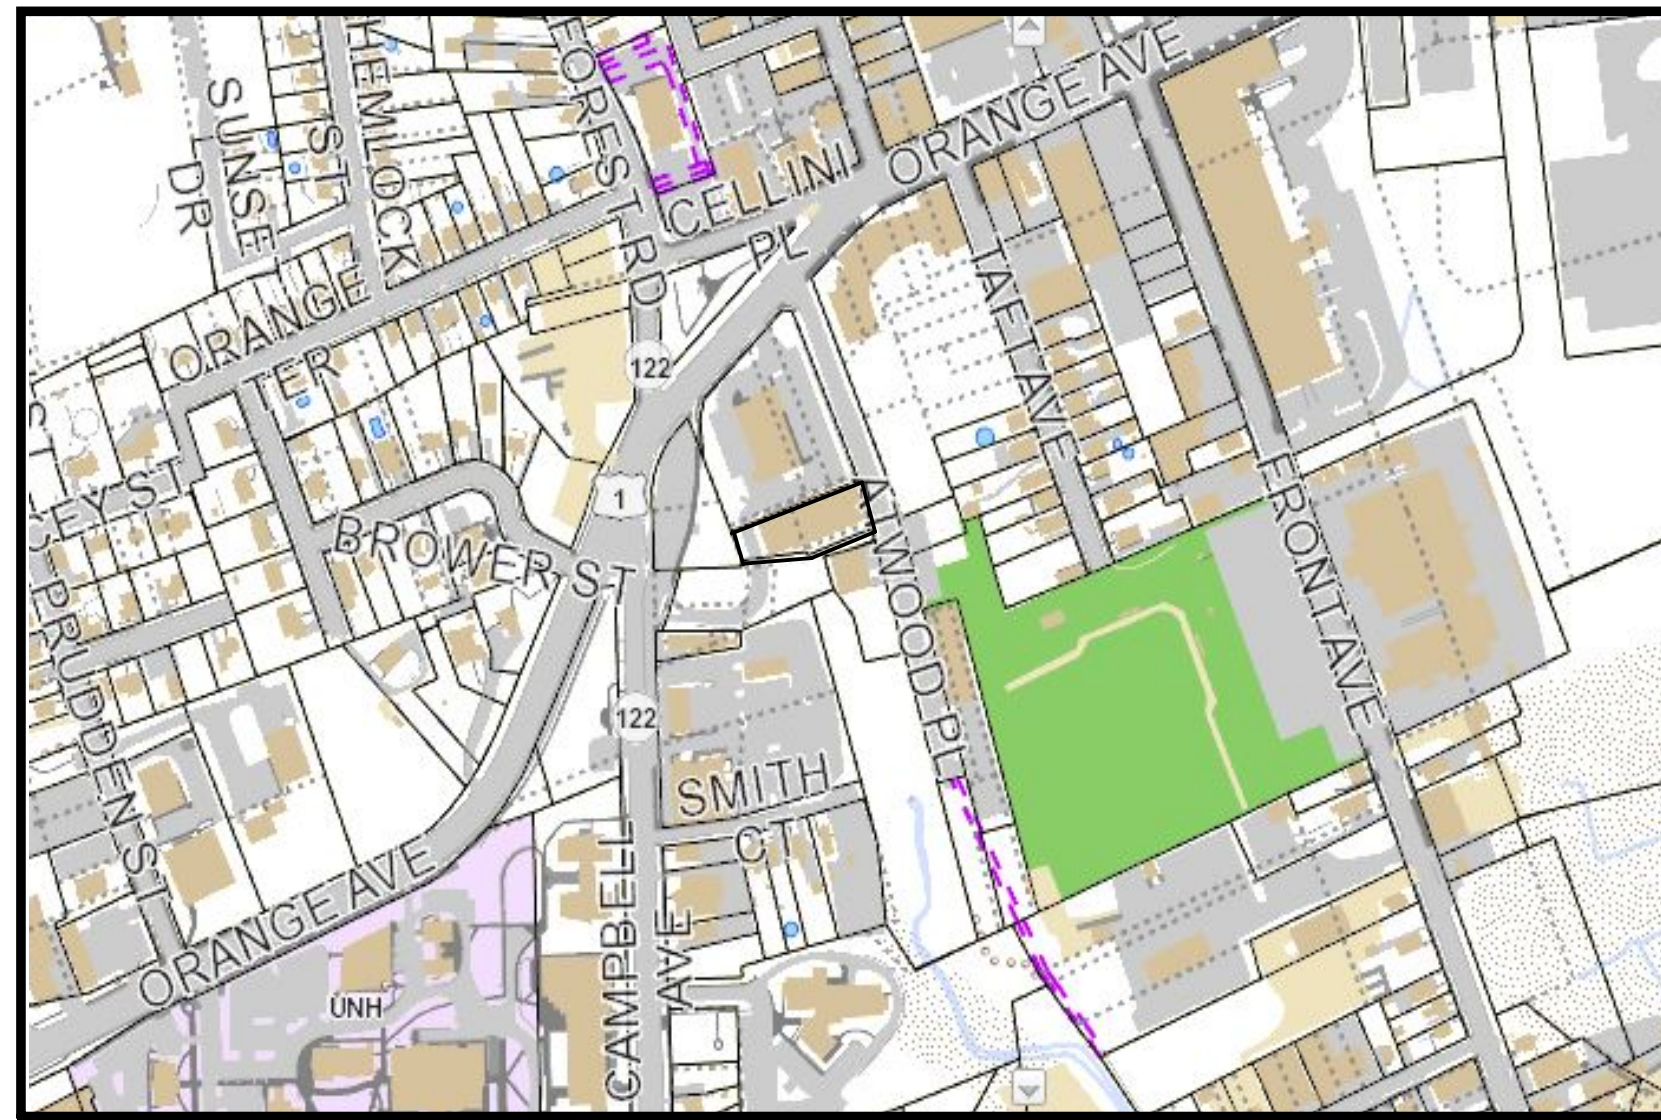 FOREST RD
HEMLOCK
ST
SUNSE
DR
ORANGE AVE
CELLINI
PL
ORANGE
TER
TAFT AVE
122
1
BROWER ST
ATWOOD PL
FRONT AVE
PRUDDEN ST
122
SMITH
CT
ORANGE AVE
CAMPBELL
AVE
UNH